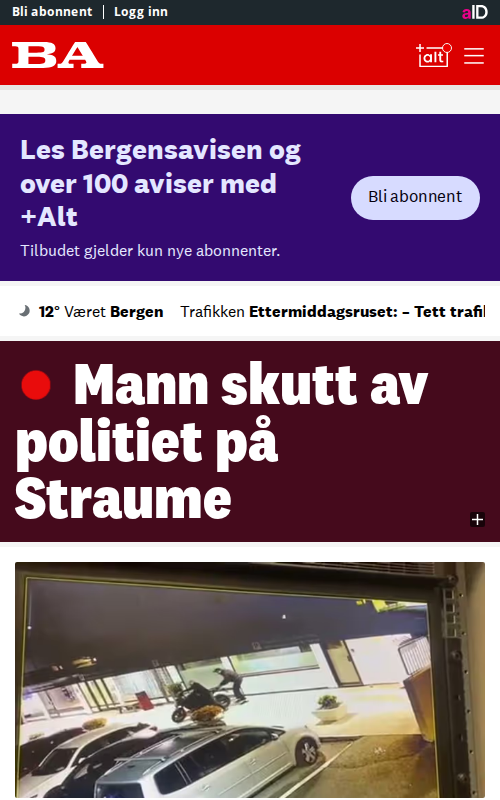 Bli abonnent | Logg inn
aID
BA
+alt
Les Bergensavisen og
over 100 aviser med
+Alt
Tilbudet gjelder kun nye abonnenter.
Bli abonnent
12° Været Bergen Trafikken Ettermiddagsruset: – Tett trafi
Mann skutt av
politiet på
Straume